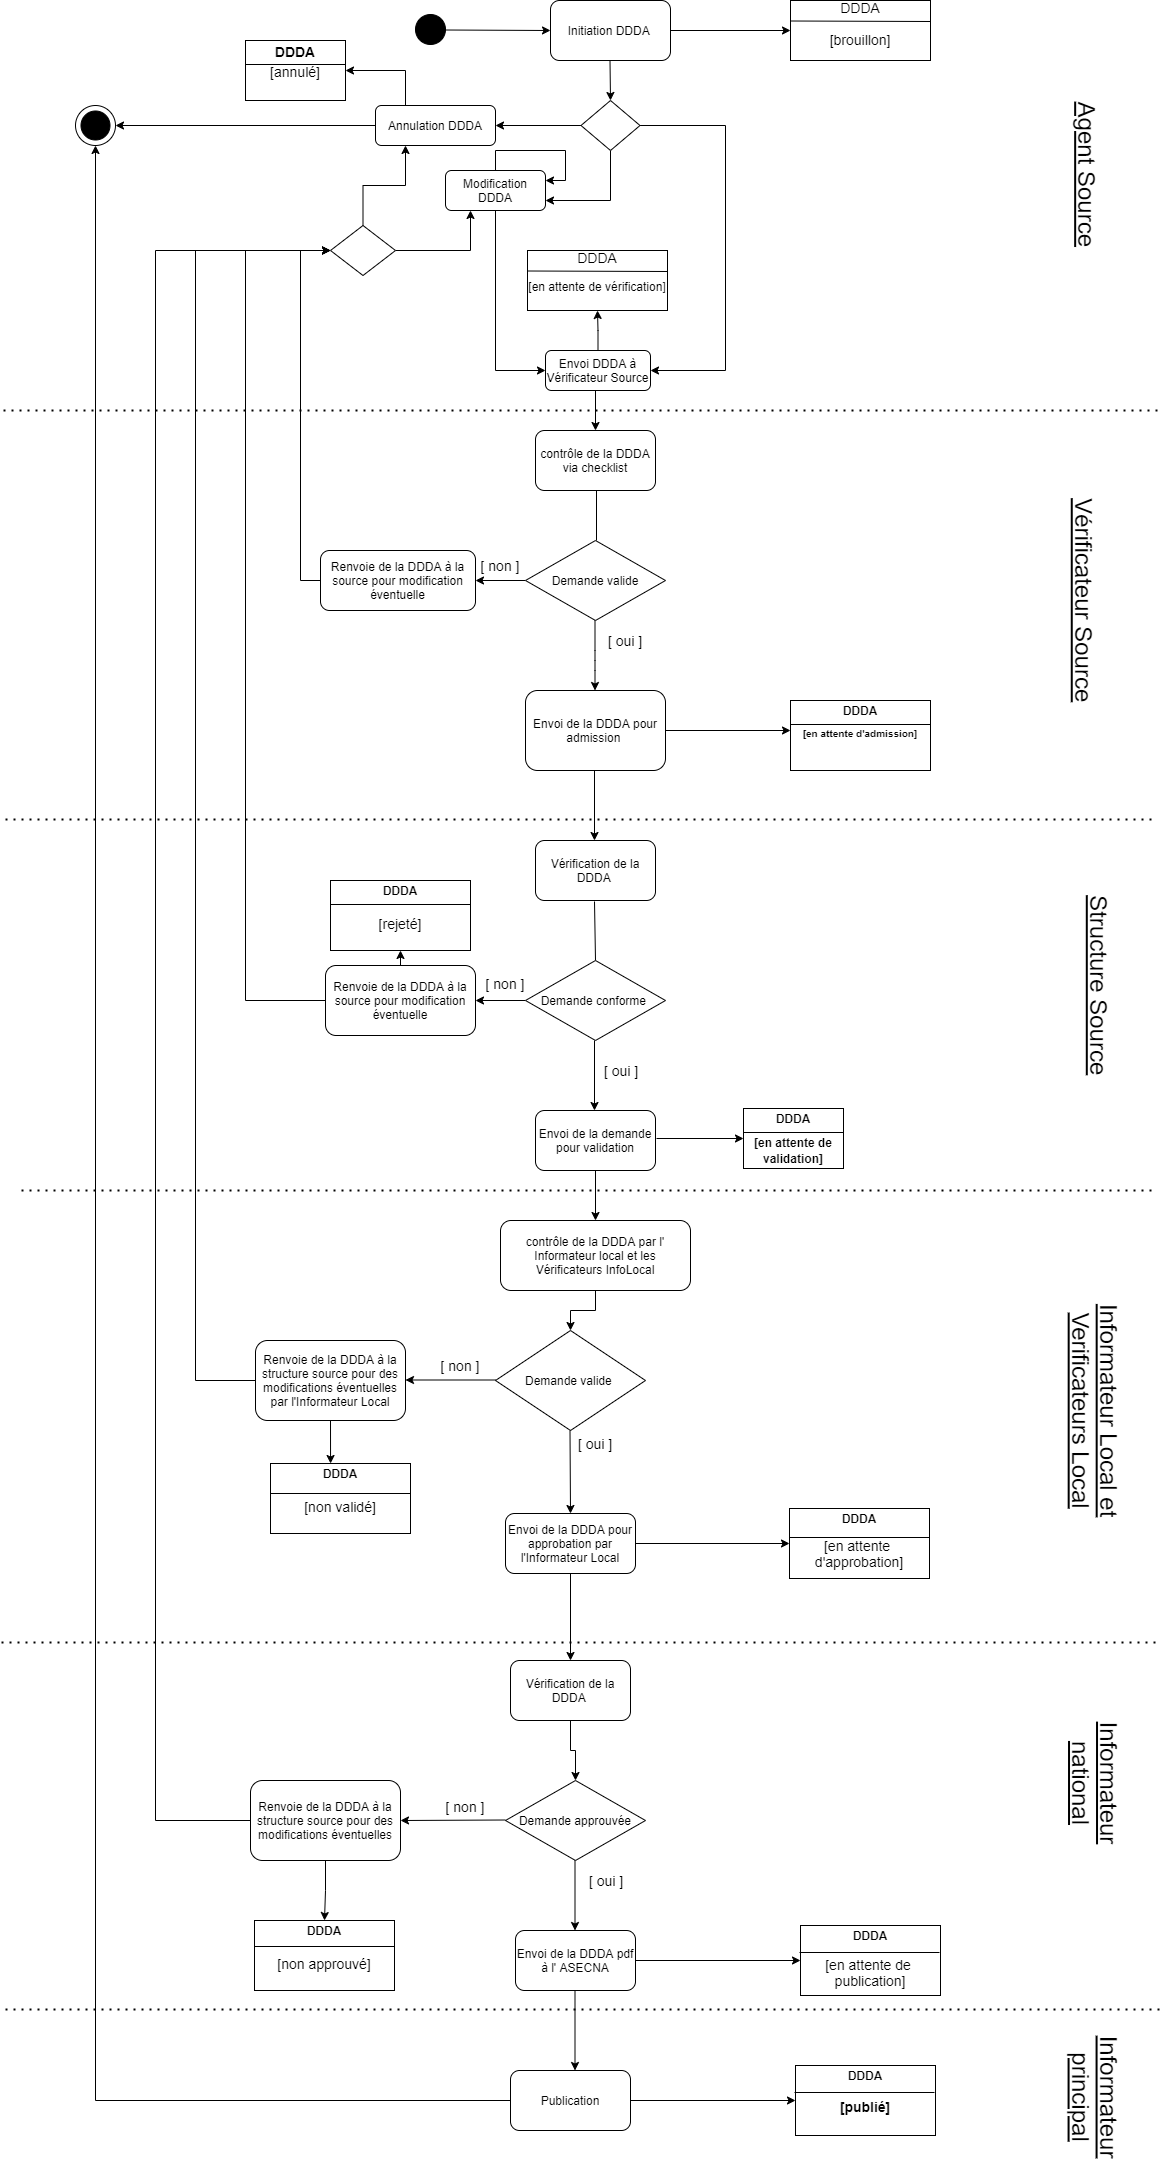 Initiation DDDA
DDDA
[brouillon]
DDDA
[annulé]
Annulation DDDA
Modification
DDDA
Agent Source
DDDA
[en attente de vérification]
Envoi DDDA à
Vérificateur Source
contrôle de la DDDA
via checklist
Demande valide
[ non ]
Renvoie de la DDDA à la
source pour modification
éventuelle
[ oui ]
Vérificateur Source
Envoi de la DDDA pour
admission
DDDA
[en attente d'admission]
Vérification de la
DDDA
DDDA
[rejeté]
Renvoie de la DDDA à la
source pour modification
éventuelle
[ non ]
Demande conforme
Structure Source
[ oui ]
Envoi de la demande
pour validation
DDDA
[en attente de
validation]
contrôle de la DDDA par l'
Informateur local et les
Vérificateurs InfoLocal
Renvoie de la DDDA à la
structure source pour des
modifications éventuelles
par l'Informateur Local
[ non ]
Demande valide
Informateur Local et
Verificateurs Local
[ oui ]
DDDA
[non validé]
Envoi de la DDDA pour
approbation par
l'Informateur Local
DDDA
[en attente
d'approbation]
Vérification de la
DDDA
Informateur
national
Renvoie de la DDDA à la
structure source pour des
modifications éventuelles
[ non ]
Demande approuvée
[ oui ]
DDDA
[non approuvé]
Envoi de la DDDA pdf
à l' ASECNA
DDDA
[en attente de
publication]
Publication
DDDA
[publié]
Informateur
principal